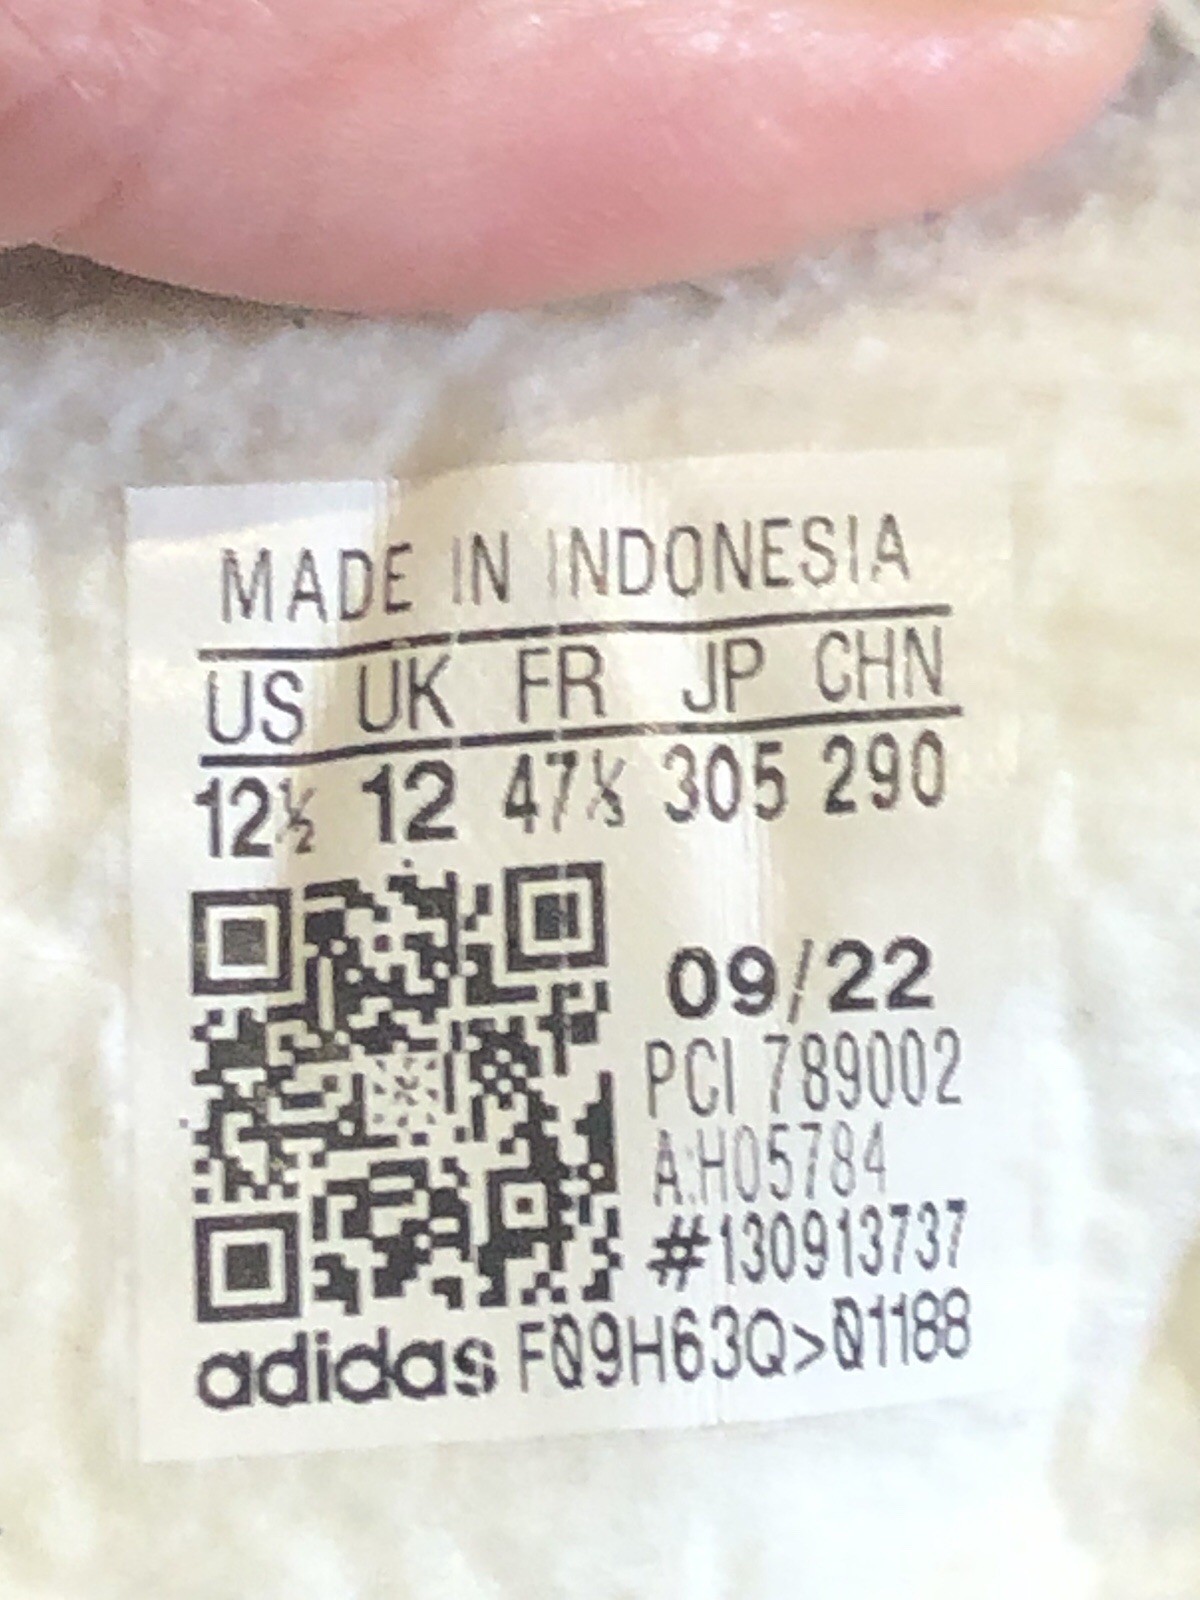 MADE IN INDONESIA
US UK FR JP CHN
12½ 12 47⅓ 305 290
09/22
PCI 789002
A:H05784
#130913737
adidas F09H63Q>01188